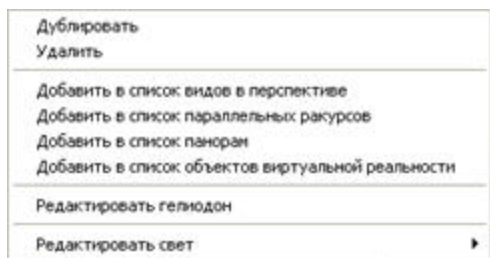 Дублировать
Удалить
Добавить в список видов в перспективе
Добавить в список параллельных ракурсов
Добавить в список панорам
Добавить в список объектов виртуальной реальности
Редактировать гелиодон
Редактировать свет